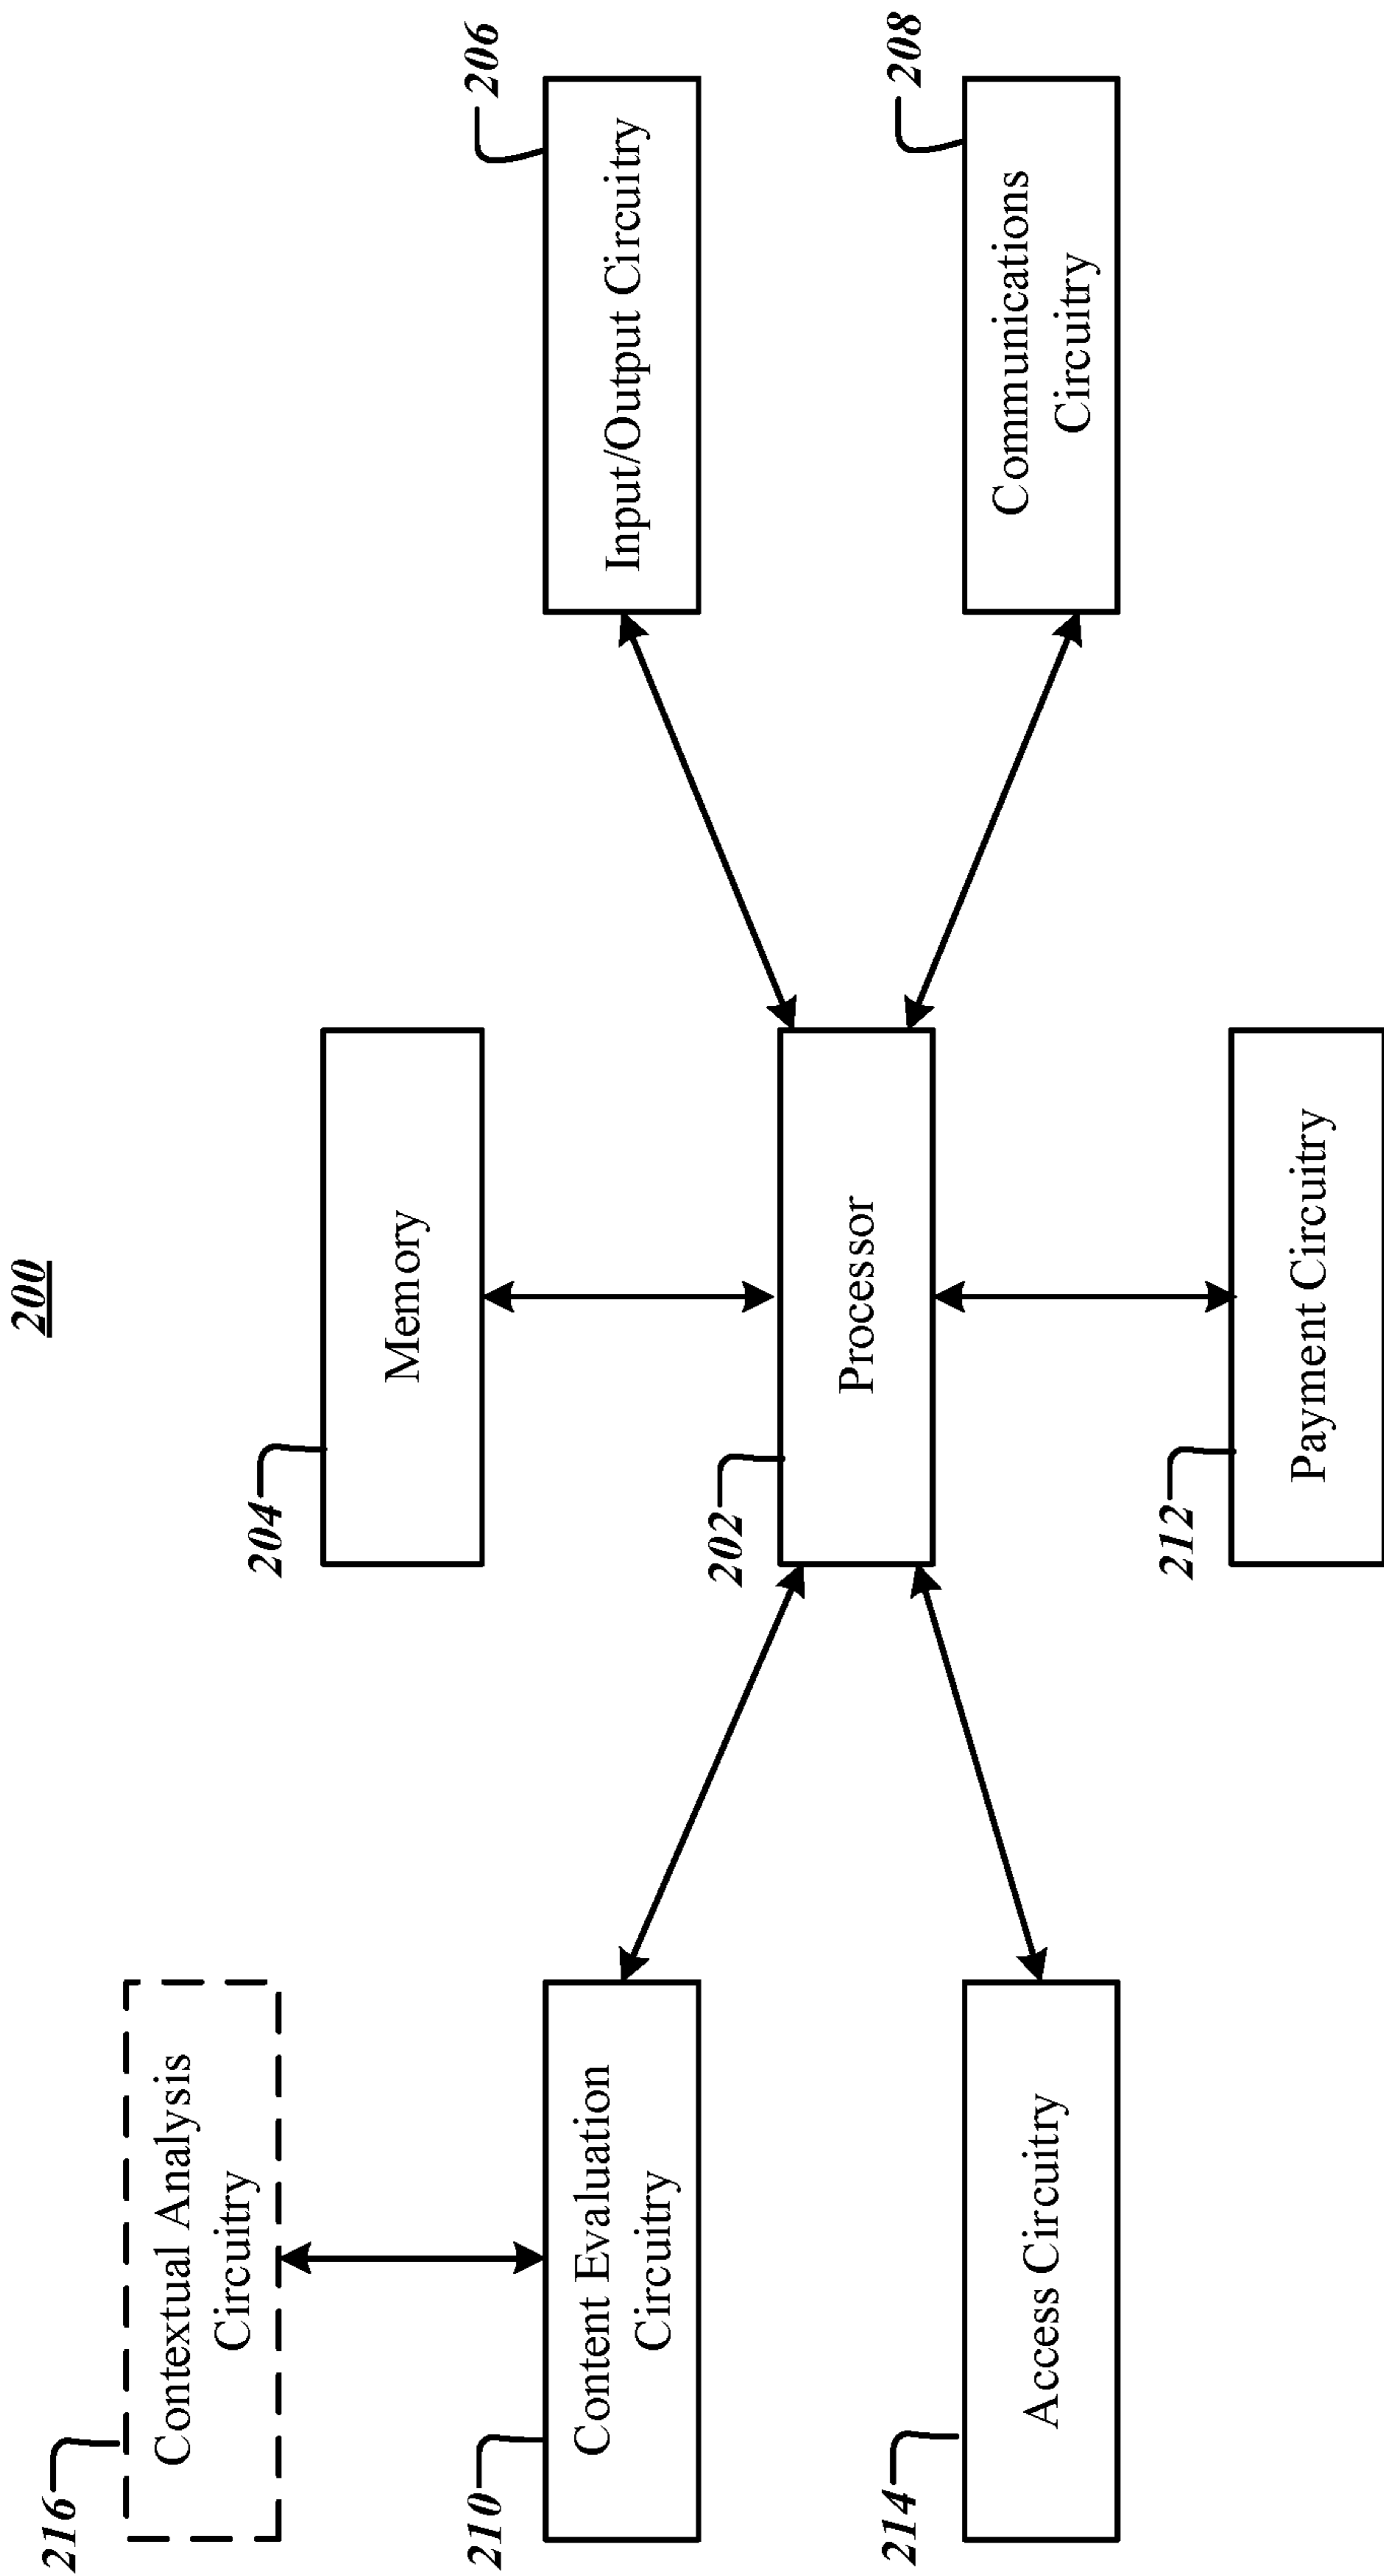 200
216
Contextual Analysis
Circuitry
204
Memory
206
Input/Output Circuitry
210
Content Evaluation
Circuitry
202
Processor
208
Communications
Circuitry
214
Access Circuitry
212
Payment Circuitry